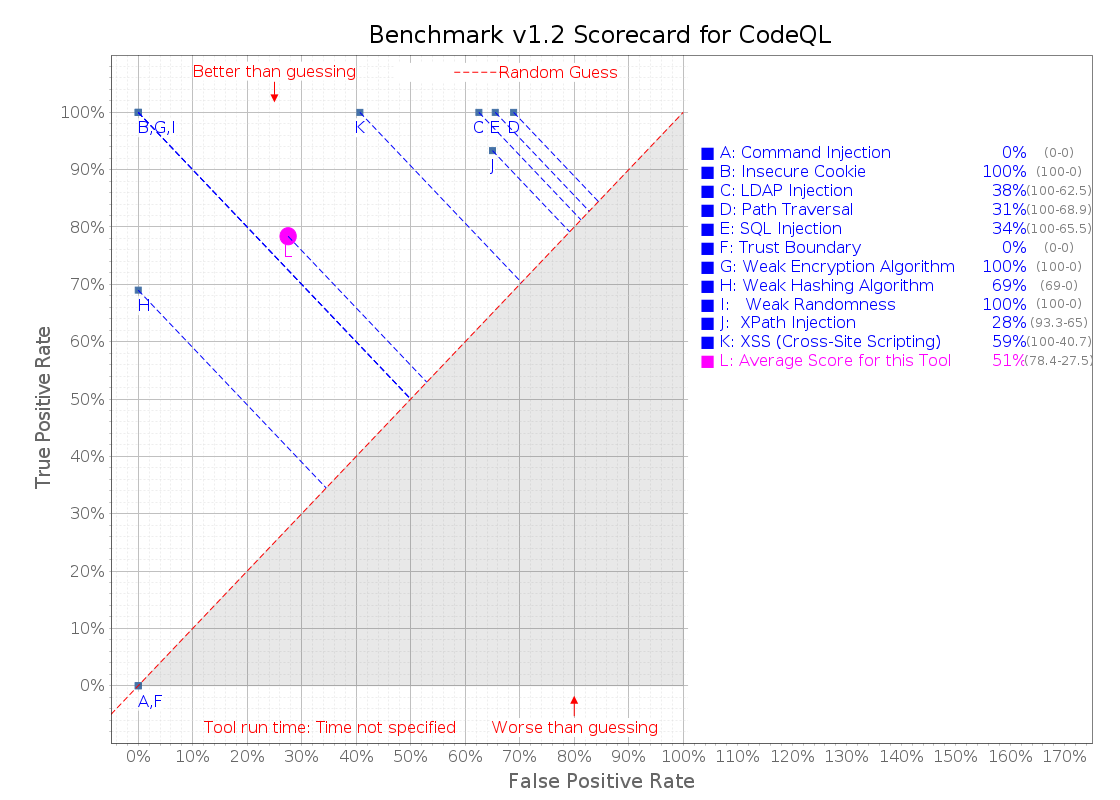 Benchmark v1.2 Scorecard for CodeQL
Better than guessing
Random Guess
100%
B,G,I
K
C E D
J
90%
80%
L
70%
H
60%
50%
40%
30%
20%
10%
0%
A,F
True Positive Rate
A: Command Injection 0% (0-0)
B: Insecure Cookie 100% (100-0)
C: LDAP Injection 38% (100-62.5)
D: Path Traversal 31% (100-68.9)
E: SQL Injection 34% (100-65.5)
F: Trust Boundary 0% (0-0)
G: Weak Encryption Algorithm 100% (100-0)
H: Weak Hashing Algorithm 69% (69-0)
I: Weak Randomness 100% (100-0)
J: XPath Injection 28% (93.3-65)
K: XSS (Cross-Site Scripting) 59% (100-40.7)
L: Average Score for this Tool 51% (78.4-27.5)
Tool run time: Time not specified
Worse than guessing
0% 10% 20% 30% 40% 50% 60% 70% 80% 90% 100% 110% 120% 130% 140% 150% 160% 170%
False Positive Rate